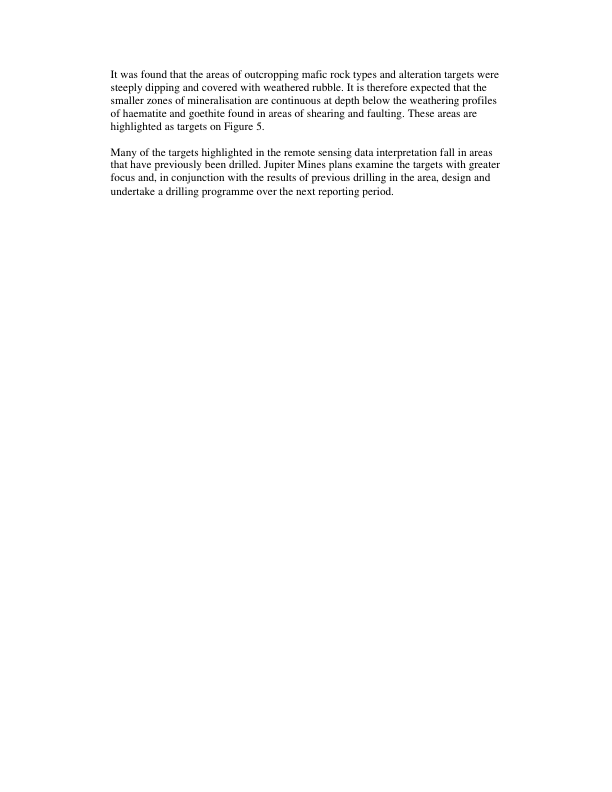 It was found that the areas of outcropping mafic rock types and alteration targets were
steeply dipping and covered with weathered rubble. It is therefore expected that the
smaller zones of mineralisation are continuous at depth below the weathering profiles
of haematite and goethite found in areas of shearing and faulting. These areas are
highlighted as targets on Figure 5.
Many of the targets highlighted in the remote sensing data interpretation fall in areas
that have previously been drilled. Jupiter Mines plans examine the targets with greater
focus and, in conjunction with the results of previous drilling in the area, design and
undertake a drilling programme over the next reporting period.